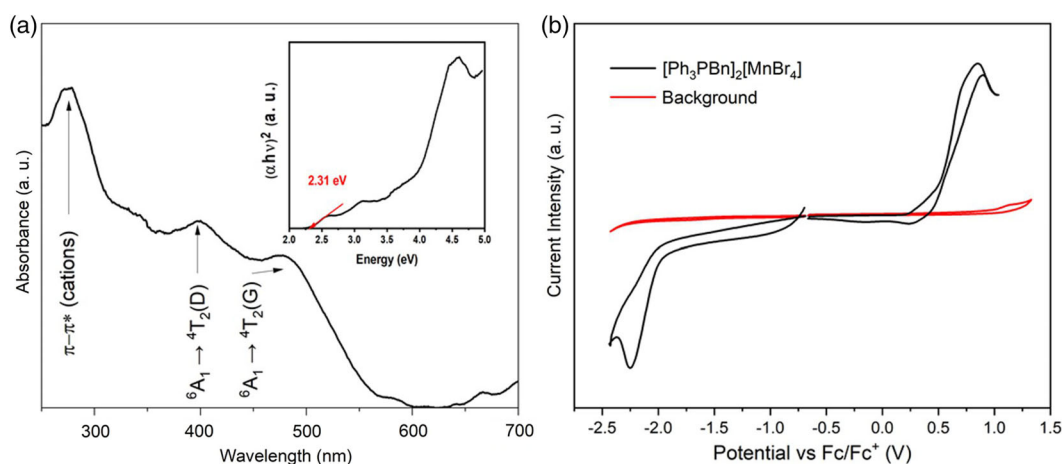 (a)
Absorbance (a. u.)
π–π* (cations)
⁶A₁ → ⁴T₂(D)
⁶A₁ → ⁴T₂(G)
300 400 500 600 700
Wavelength (nm)
(αhν)² (a. u.)
2.31 eV
2.0 2.5 3.0 3.5 4.0 4.5 5.0
Energy (eV)
(b)
Current Intensity (a. u.)
[Ph₃PBn]₂[MnBr₄]
Background
-2.5 -2.0 -1.5 -1.0 -0.5 0.0 0.5 1.0 1.5
Potential vs Fc/Fc⁺ (V)